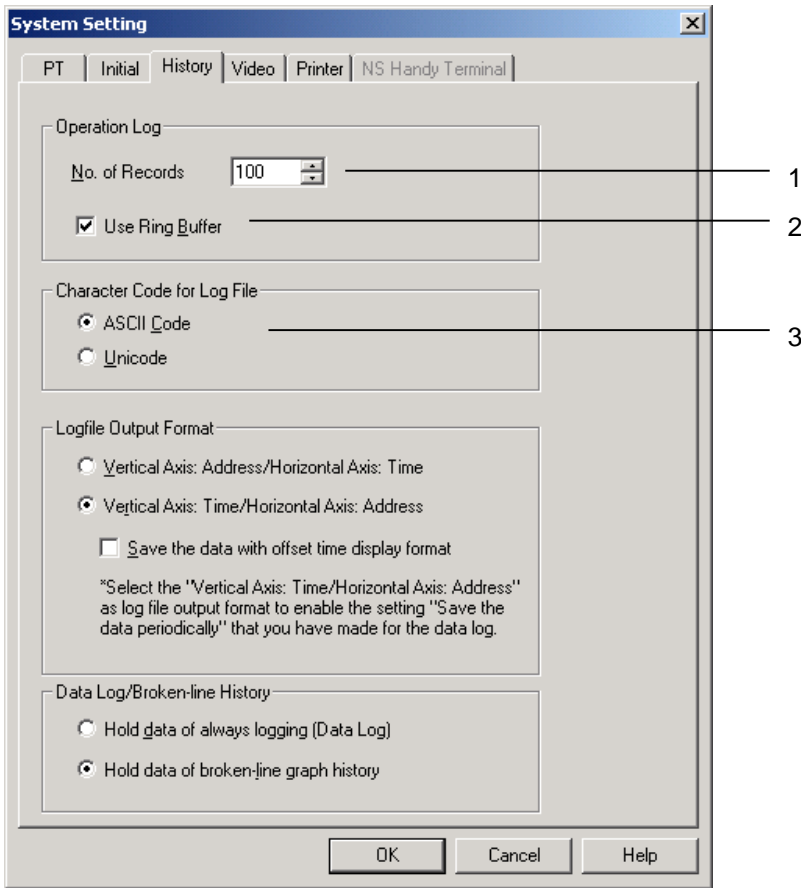 System Setting
PT Initial History Video Printer NS Handy Terminal
Operation Log
No. of Records 100 1
Use Ring Buffer 2
Character Code for Log File
ASCII Code 3
Unicode
Logfile Output Format
Vertical Axis: Address/Horizontal Axis: Time
Vertical Axis: Time/Horizontal Axis: Address
Save the data with offset time display format
*Select the "Vertical Axis: Time/Horizontal Axis: Address"
as log file output format to enable the setting "Save the
data periodically" that you have made for the data log.
Data Log/Broken-line History
Hold data of always logging (Data Log)
Hold data of broken-line graph history
OK Cancel Help